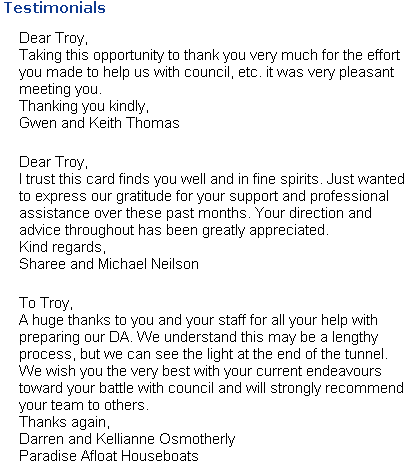 Testimonials
Dear Troy,
Taking this opportunity to thank you very much for the effort
you made to help us with council, etc. it was very pleasant
meeting you.
Thanking you kindly,
Gwen and Keith Thomas
Dear Troy,
I trust this card finds you well and in fine spirits. Just wanted
to express our gratitude for your support and professional
assistance over these past months. Your direction and
advice throughout has been greatly appreciated.
Kind regards,
Sharee and Michael Neilson
To Troy,
A huge thanks to you and your staff for all your help with
preparing our DA. We understand this may be a lengthy
process, but we can see the light at the end of the tunnel.
We wish you the very best with your current endeavours
toward your battle with council and will strongly recommend
your team to others.
Thanks again,
Darren and Kellianne Osmotherly
Paradise Afloat Houseboats